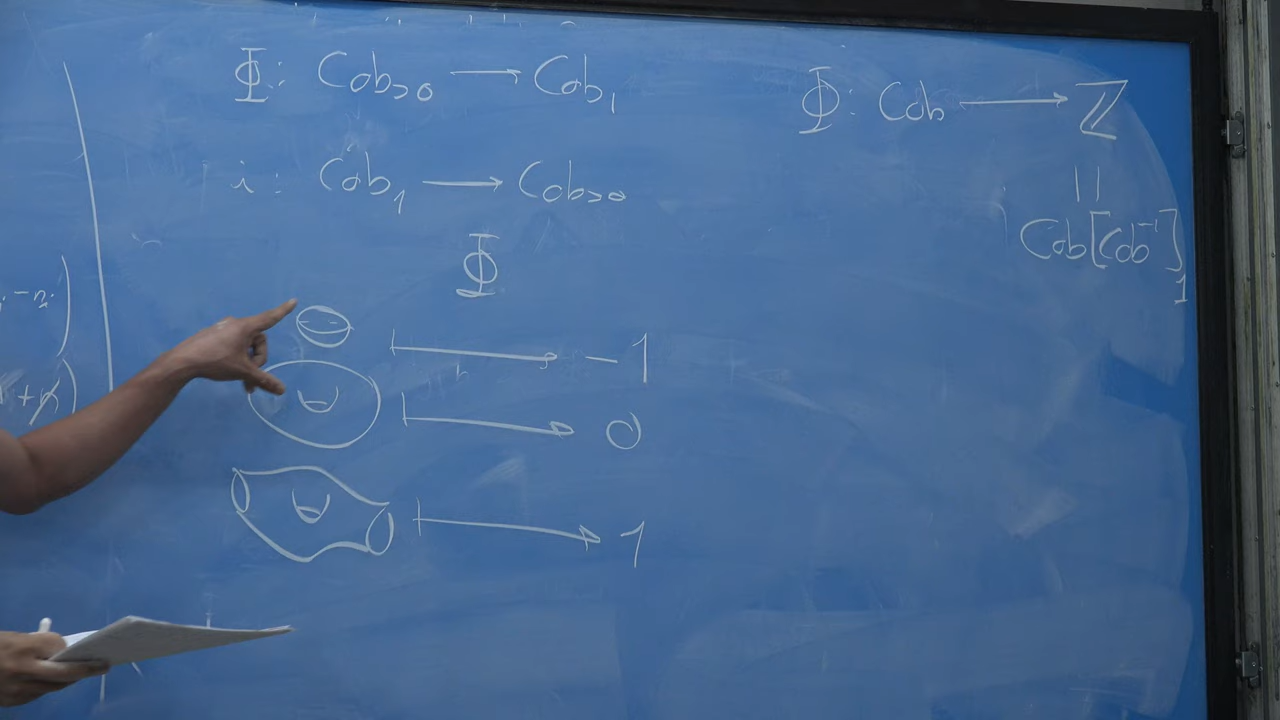 Φ: Cob>0 → Cob1
i: Cob1 → Cob>0
Φ
↦ -1
↦ 0
↦ 1
Φ: Cob → ℤ
||
Cob[Cob⁻¹]
1